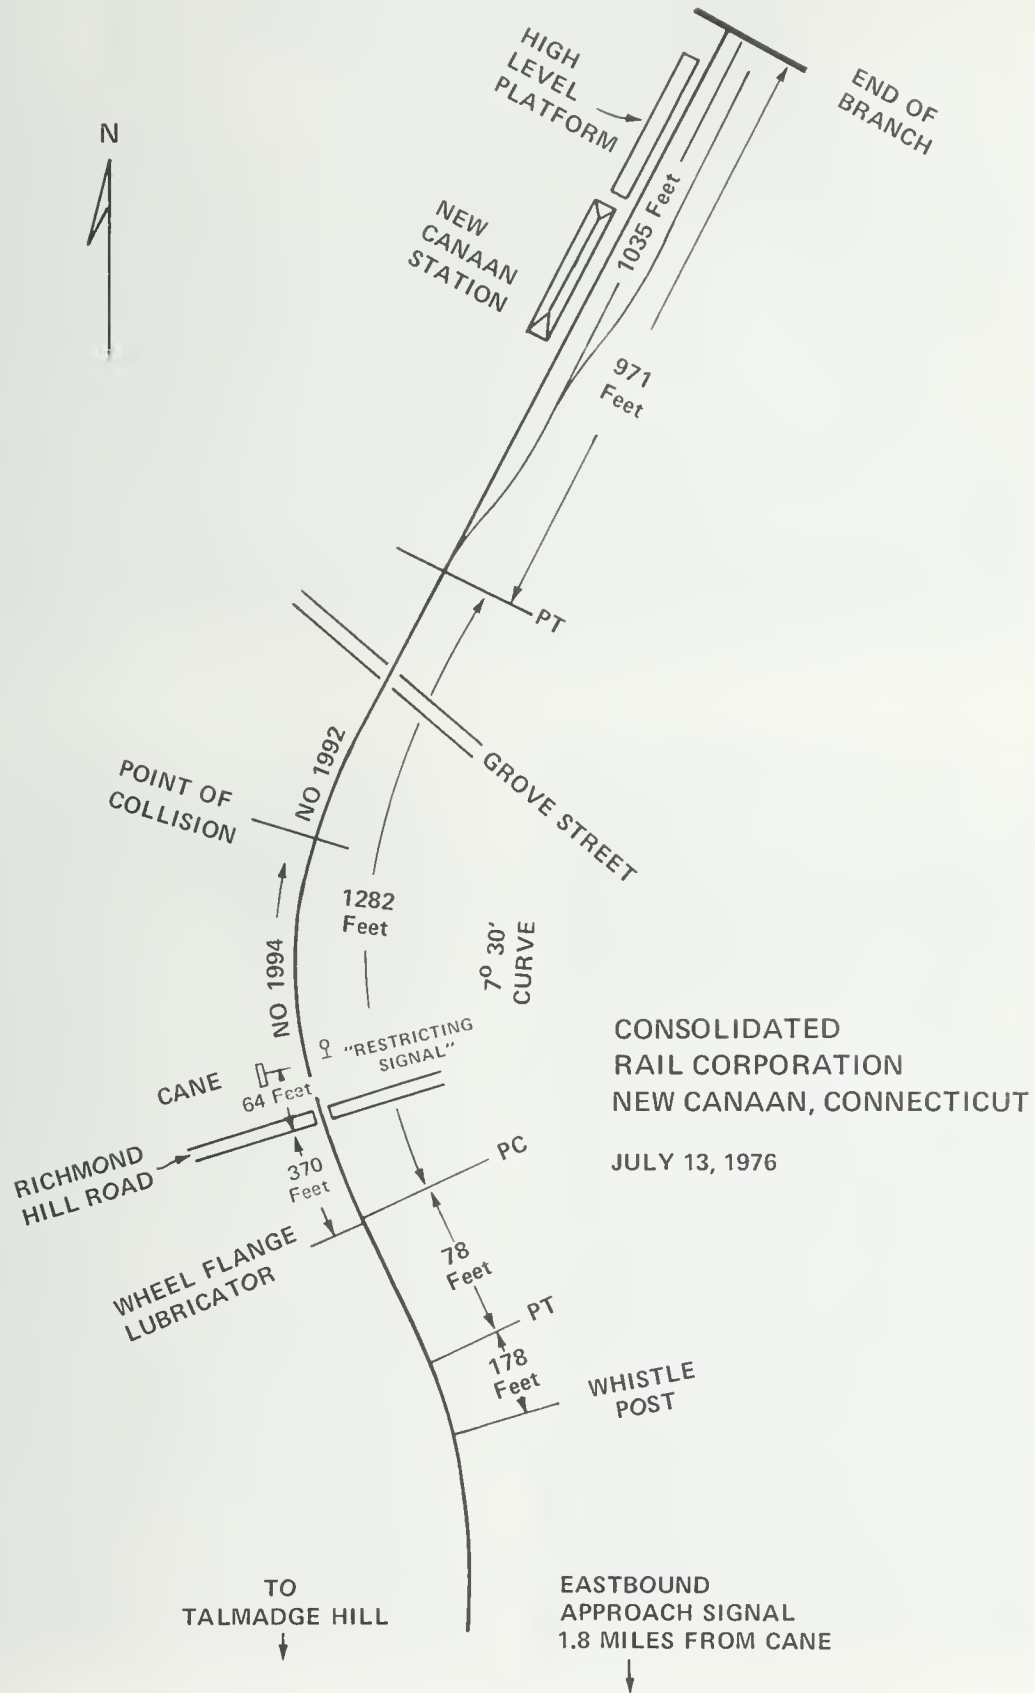 HIGH
LEVEL
PLATFORM
END OF
BRANCH
N
1035 Feet
NEW
CANAAN
STATION
971
Feet
PT
NO 1992
GROVE STREET
POINT OF
COLLISION
1282
Feet
NO 1994
7° 30'
CURVE
"RESTRICTING
SIGNAL"
CANE
64 Feet
CONSOLIDATED
RAIL CORPORATION
NEW CANAAN, CONNECTICUT
JULY 13, 1976
RICHMOND
HILL ROAD
370
Feet
PC
WHEEL FLANGE
LUBRICATOR
78
Feet
PT
178
Feet
WHISTLE
POST
TO
TALMADGE HILL
EASTBOUND
APPROACH SIGNAL
1.8 MILES FROM CANE